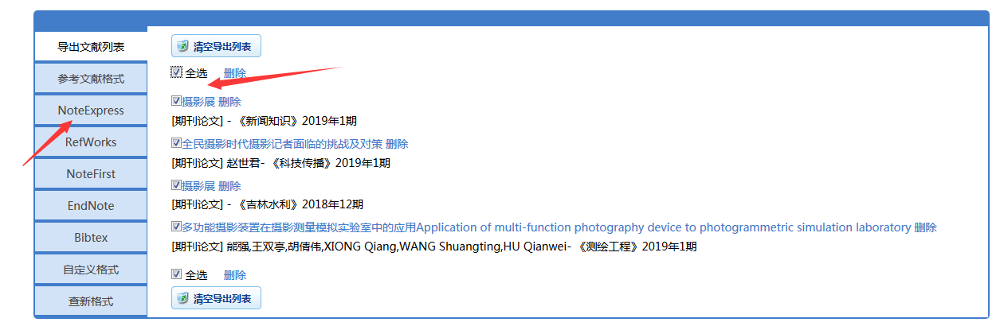 导出文献列表
参考文献格式
NoteExpress
RefWorks
NoteFirst
EndNote
Bibtex
自定义格式
查新格式
清空导出列表
全选 删除
摄影展 删除
[期刊论文] - 《新闻知识》2019年1期
全民摄影时代摄影记者面临的挑战及对策 删除
[期刊论文] 赵世君- 《科技传播》2019年1期
摄影展 删除
[期刊论文] - 《吉林水利》2018年12期
多功能摄影装置在摄影测量模拟实验室中的应用Application of multi-function photography device to photogrammetric simulation laboratory 删除
[期刊论文] 熊强,王双亭,胡倩伟,XIONG Qiang,WANG Shuangting,HU Qianwei- 《测绘工程》2019年1期
全选 删除
清空导出列表